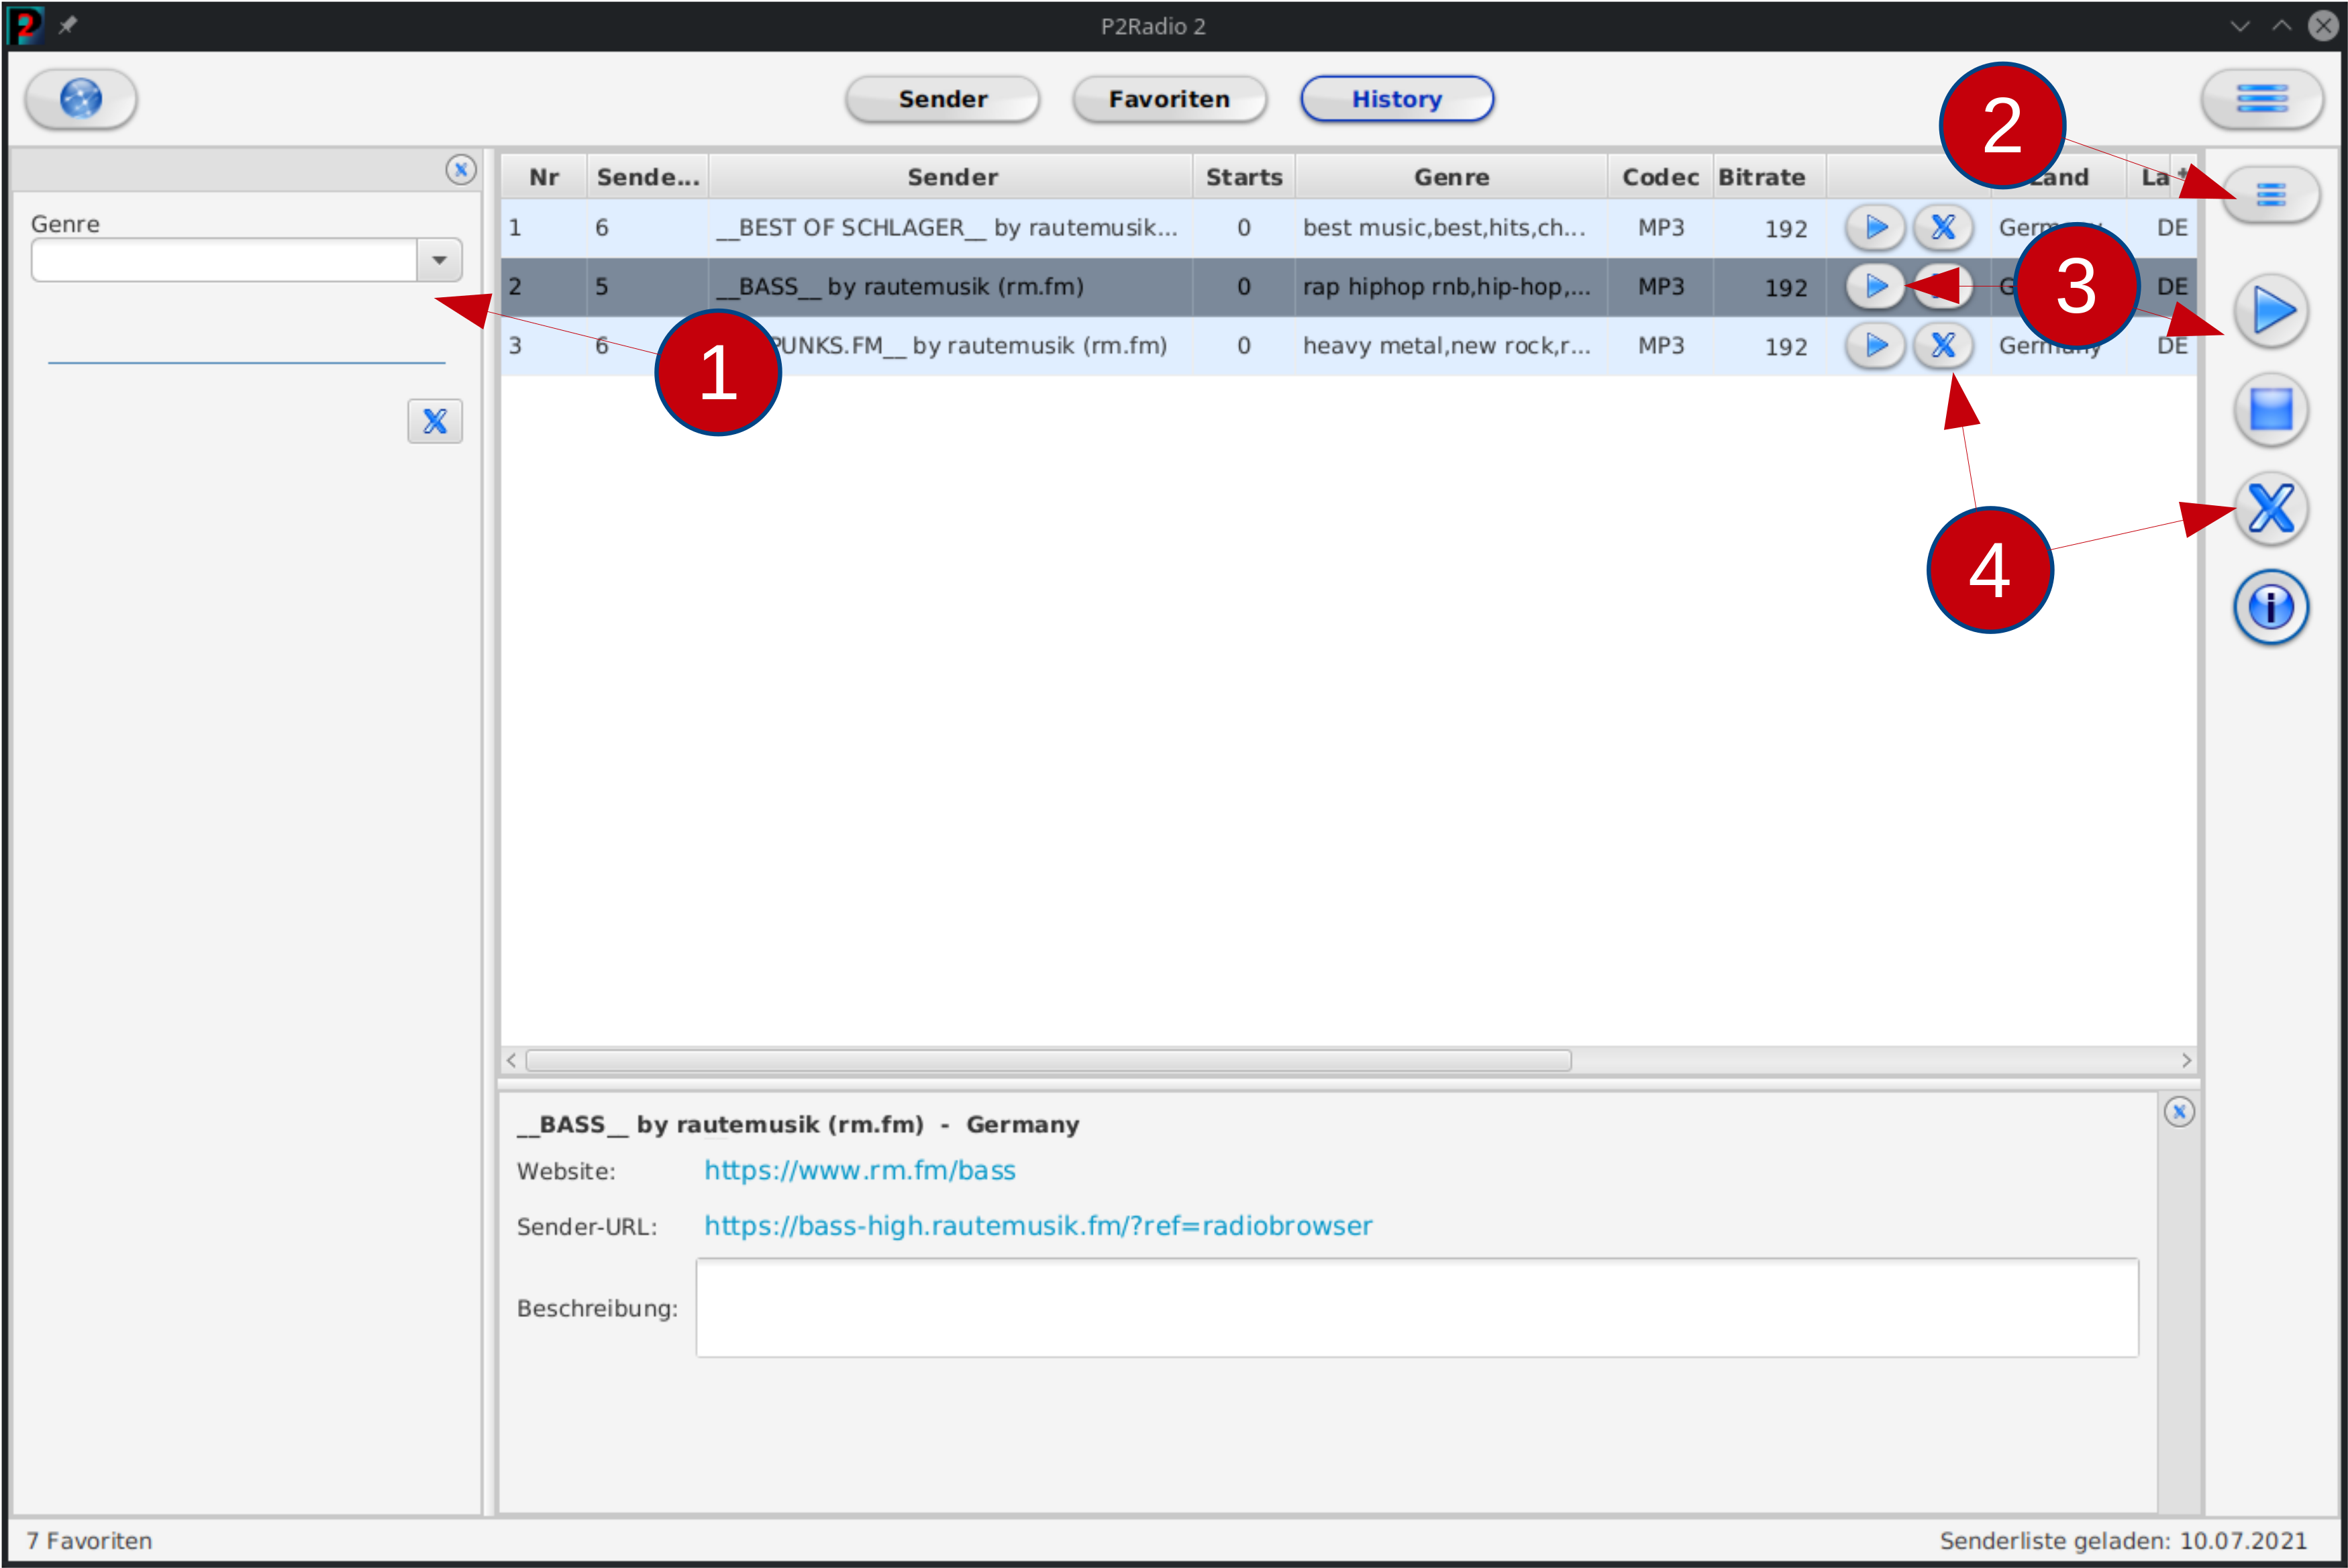 P2Radio 2
Sender Favoriten History
2
Nr Sende... Sender Starts Genre Codec Bitrate Land La
Genre
1 6 __BEST OF SCHLAGER__ by rautemusik... 0 best music,best,hits,ch... MP3 192 Germany DE
2 5 __BASS__ by rautemusik (rm.fm) 0 rap hiphop rnb,hip-hop,... MP3 192 DE
3
3 6 PUNKS.FM__ by rautemusik (rm.fm) 0 heavy metal,new rock,r... MP3 192 Germany DE
1
4
__BASS__ by rautemusik (rm.fm) - Germany
Website: https://www.rm.fm/bass
Sender-URL: https://bass-high.rautemusik.fm/?ref=radiobrowser
Beschreibung:
7 Favoriten
Senderliste geladen: 10.07.2021